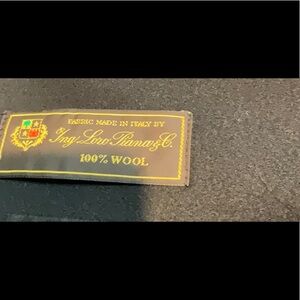 FABRIC MADE IN ITALY BY
Ing. Loro Piana & C.
100% WOOL